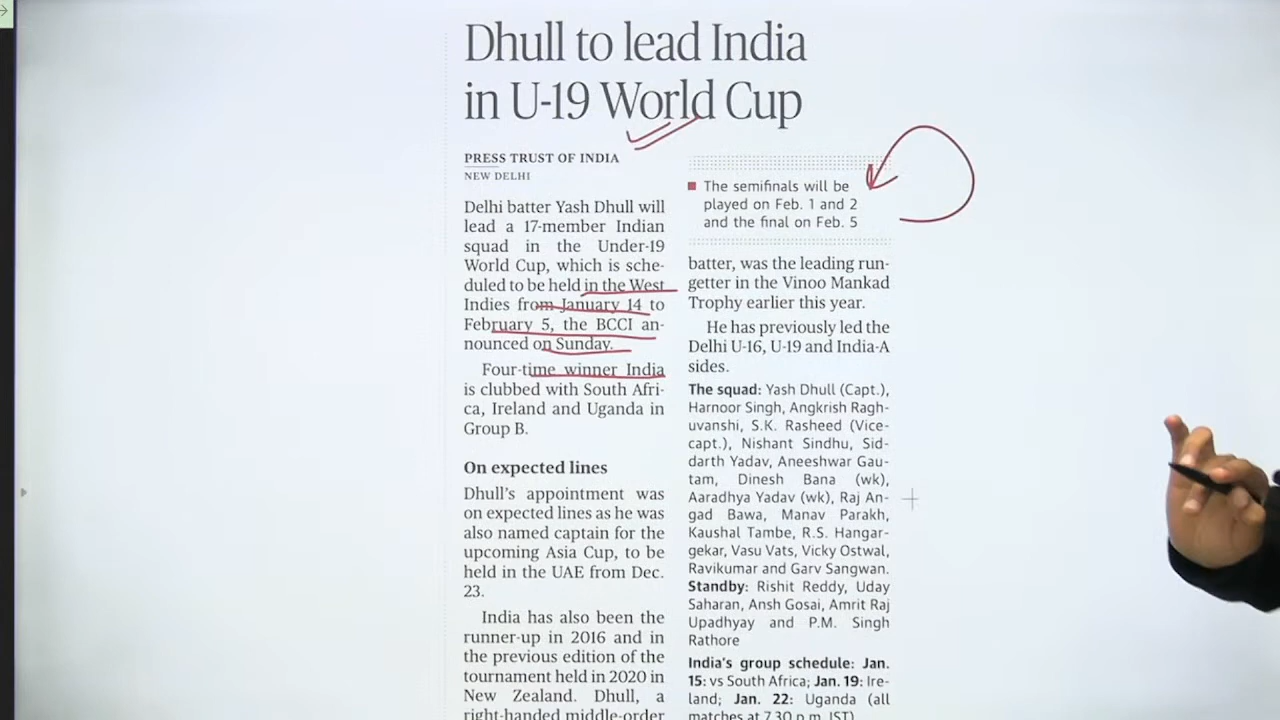 Dhull to lead India
in U-19 World Cup
PRESS TRUST OF INDIA
NEW DELHI
Delhi batter Yash Dhull will
lead a 17-member Indian
squad in the Under-19
World Cup, which is sche-
duled to be held in the West
Indies from January 14 to
February 5, the BCCI an-
nounced on Sunday.
Four-time winner India
is clubbed with South Afri-
ca, Ireland and Uganda in
Group B.
On expected lines
Dhull's appointment was
on expected lines as he was
also named captain for the
upcoming Asia Cup, to be
held in the UAE from Dec.
23.
India has also been the
runner-up in 2016 and in
the previous edition of the
tournament held in 2020 in
New Zealand. Dhull, a
right-handed middle-order
The semifinals will be
played on Feb. 1 and 2
and the final on Feb. 5
batter, was the leading run-
getter in the Vinoo Mankad
Trophy earlier this year.
He has previously led the
Delhi U-16, U-19 and India-A
sides.
The squad: Yash Dhull (Capt.),
Harnoor Singh, Angkrish Ragh-
uvanshi, S.K. Rasheed (Vice-
capt.), Nishant Sindhu, Sid-
darth Yadav, Aneeshwar Gau-
tam, Dinesh Bana (wk),
Aaradhya Yadav (wk), Raj An-
gad Bawa, Manav Parakh,
Kaushal Tambe, R.S. Hangar-
gekar, Vasu Vats, Vicky Ostwal,
Ravikumar and Garv Sangwan.
Standby: Rishit Reddy, Uday
Saharan, Ansh Gosai, Amrit Raj
Upadhyay and P.M. Singh
Rathore
India's group schedule: Jan.
15: vs South Africa; Jan. 19: Ire-
land; Jan. 22: Uganda (all
matches at 7.30 p.m. IST)